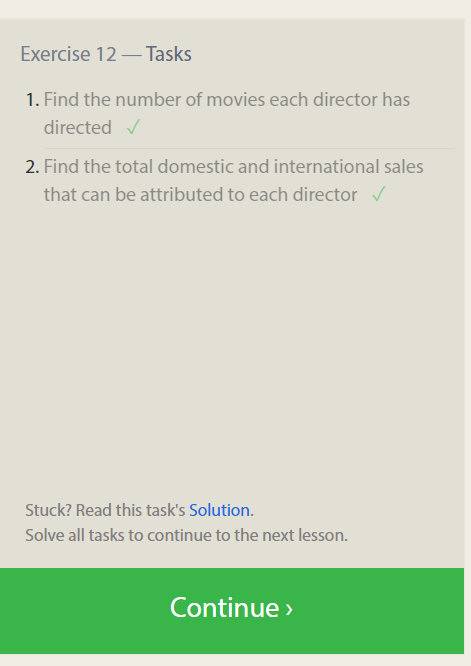 Exercise 12 — Tasks
1. Find the number of movies each director has
directed ✓
2. Find the total domestic and international sales
that can be attributed to each director ✓
Stuck? Read this task's Solution.
Solve all tasks to continue to the next lesson.
Continue ›